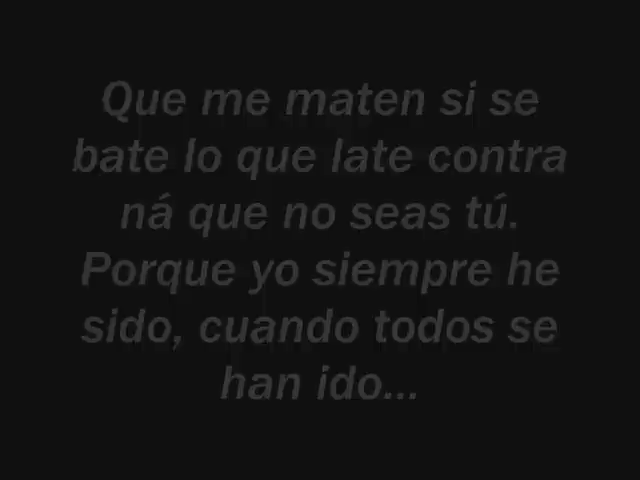 Que me maten si se
bate lo que late contra
ná que no seas tú.
Porque yo siempre he
sido, cuando todos se
han ido...